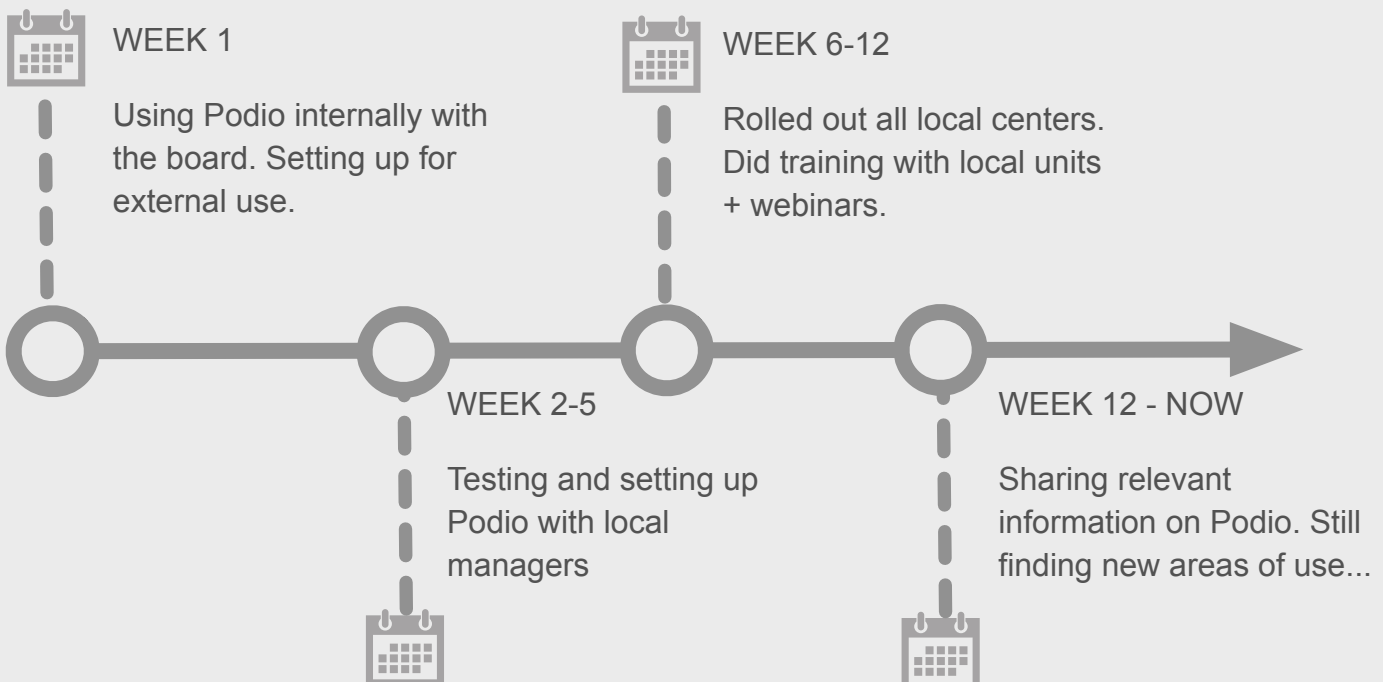 WEEK 1
Using Podio internally with
the board. Setting up for
external use.
WEEK 2-5
Testing and setting up
Podio with local
managers
WEEK 6-12
Rolled out all local centers.
Did training with local units
+ webinars.
WEEK 12 - NOW
Sharing relevant
information on Podio. Still
finding new areas of use...